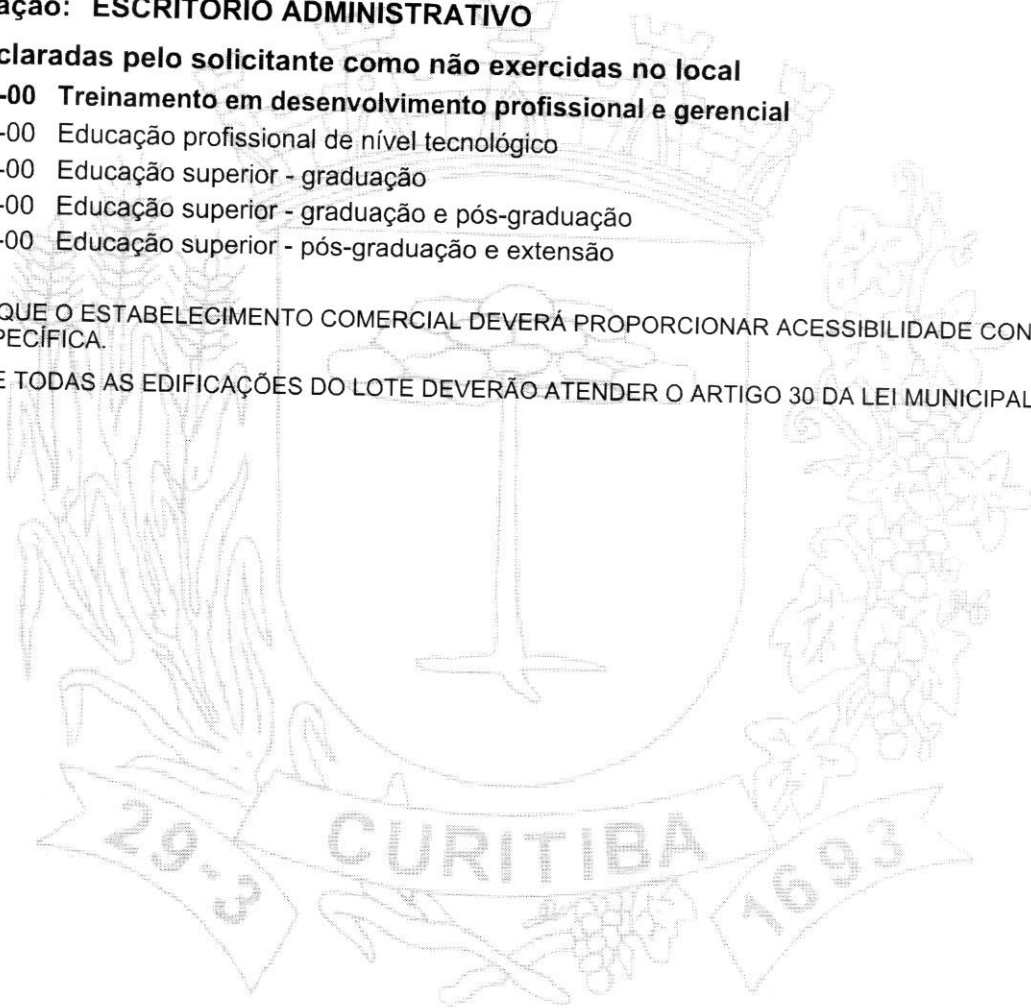 ação: ESCRITÓRIO ADMINISTRATIVO
claradas pelo solicitante como não exercidas no local
-00 Treinamento em desenvolvimento profissional e gerencial
-00 Educação profissional de nível tecnológico
-00 Educação superior - graduação
-00 Educação superior - graduação e pós-graduação
-00 Educação superior - pós-graduação e extensão
QUE O ESTABELECIMENTO COMERCIAL DEVERÁ PROPORCIONAR ACESSIBILIDADE CON
PECÍFICA.
E TODAS AS EDIFICAÇÕES DO LOTE DEVERÃO ATENDER O ARTIGO 30 DA LEI MUNICIPAL
29-3 CURITIBA 1693